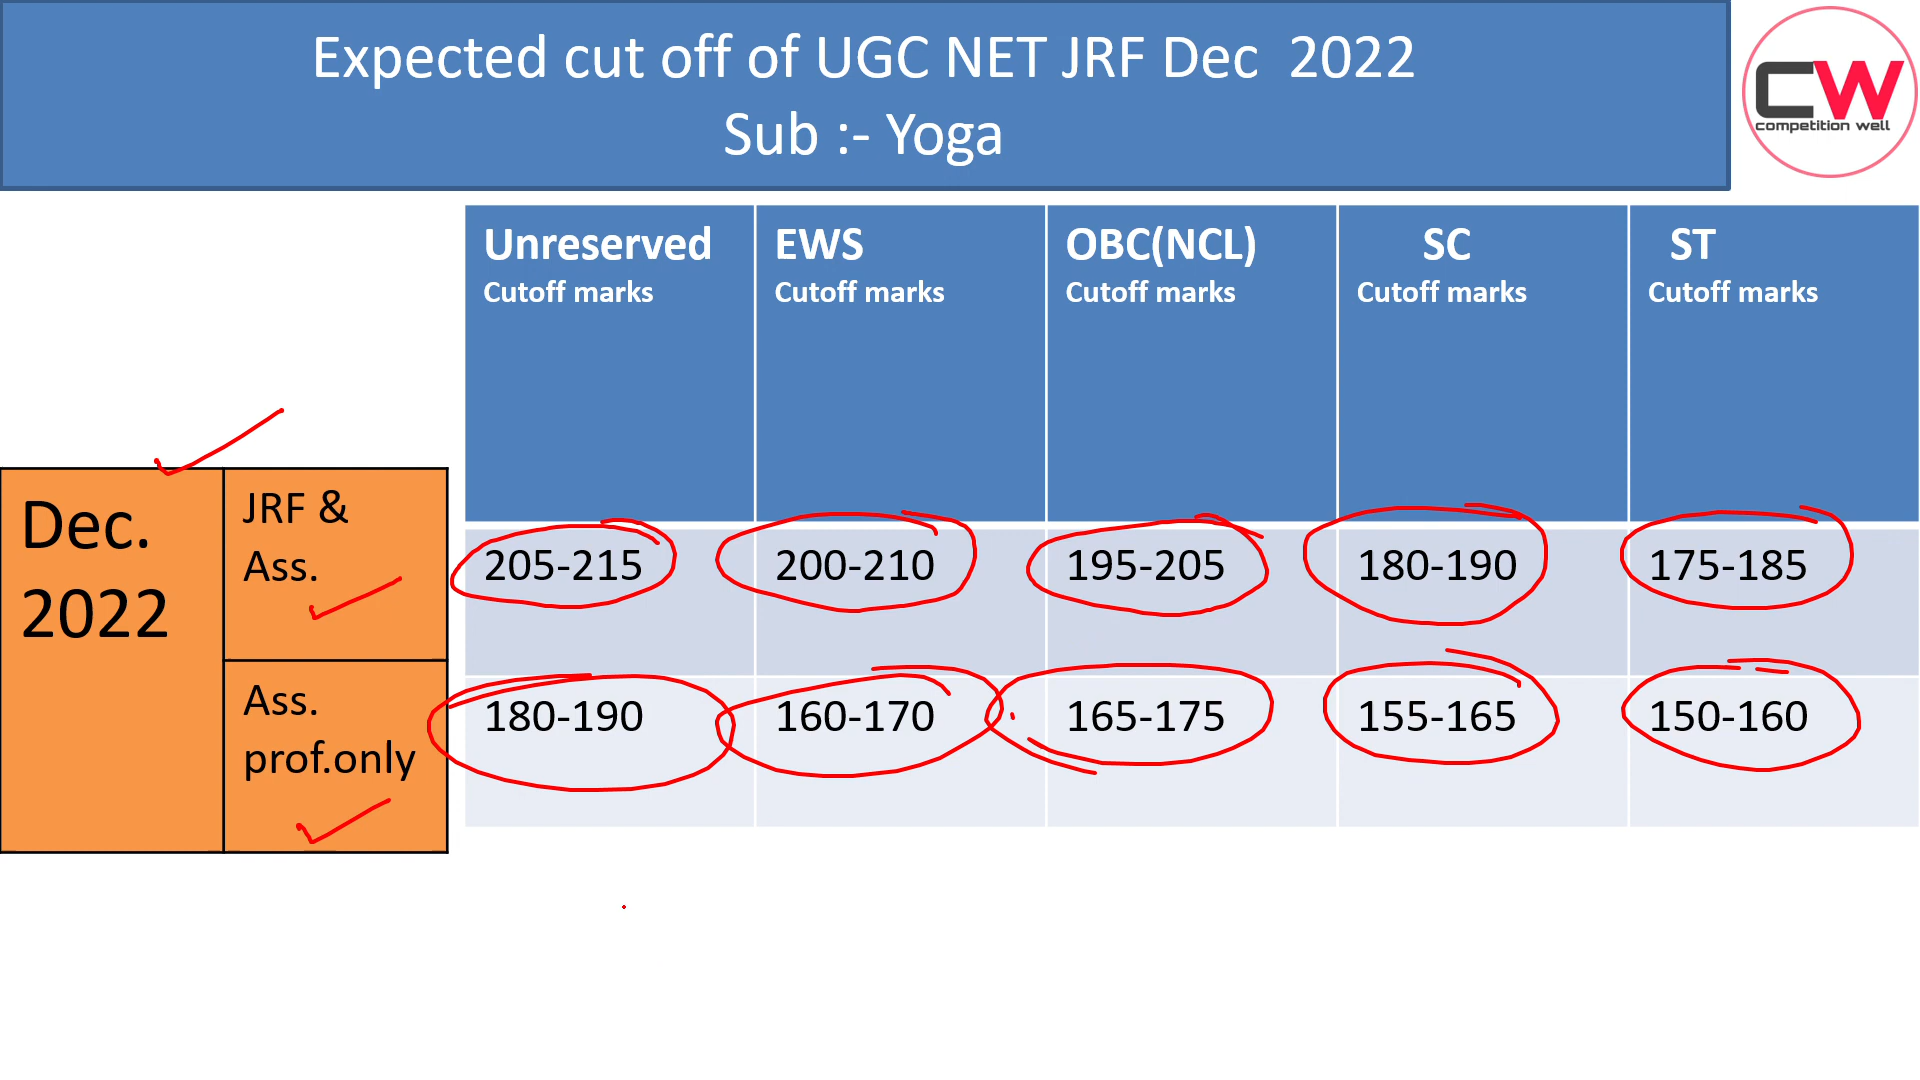 Expected cut off of UGC NET JRF Dec 2022
Sub :- Yoga
CW
competition well
Unreserved EWS OBC(NCL) SC ST
Cutoff marks Cutoff marks Cutoff marks Cutoff marks Cutoff marks
Dec.
2022
JRF &
Ass.
205-215 200-210 195-205 180-190 175-185
Ass.
prof.only
180-190 160-170 165-175 155-165 150-160